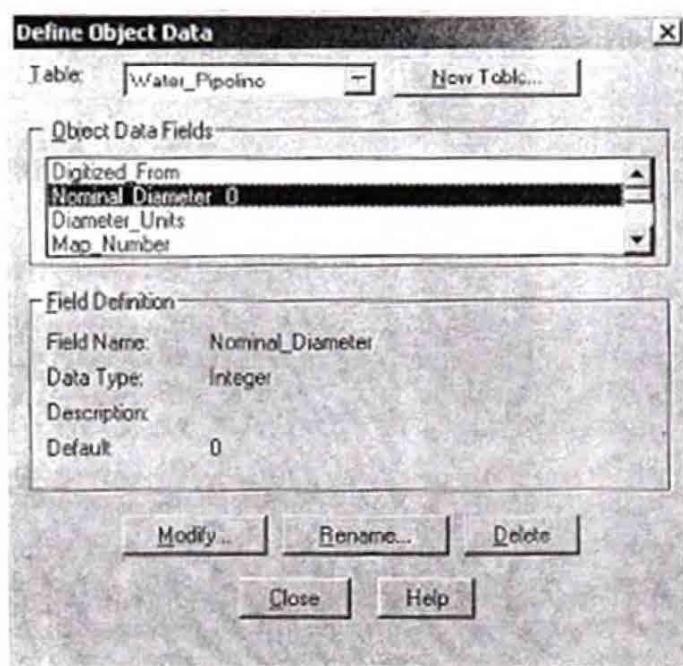 Define Object Data
Table: Water_Pipeline New Table...
Object Data Fields
Digitized_From
Nominal_Diameter 0
Diameter_Units
Map_Number
Field Definition
Field Name: Nominal_Diameter
Data Type: Integer
Description:
Default 0
Modify... Rename... Delete
Close Help